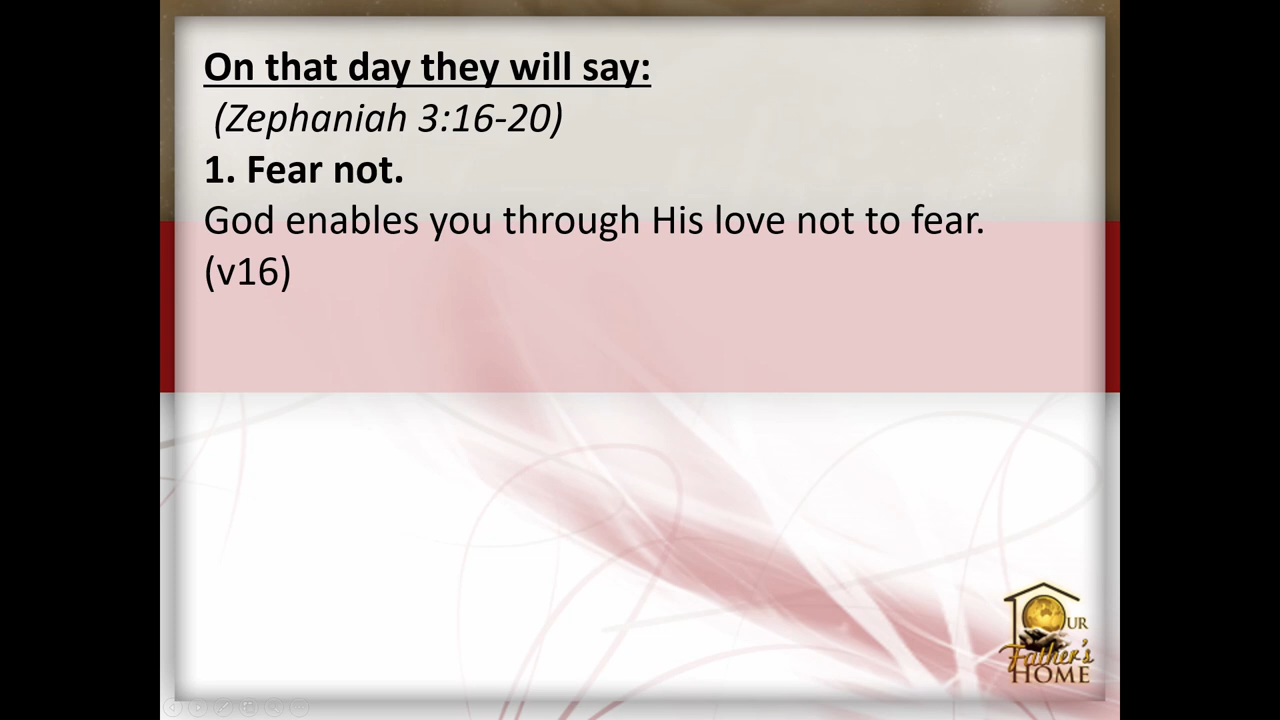 On that day they will say:
(Zephaniah 3:16-20)
1. Fear not.
God enables you through His love not to fear.
(v16)
OUR
Father's
HOME